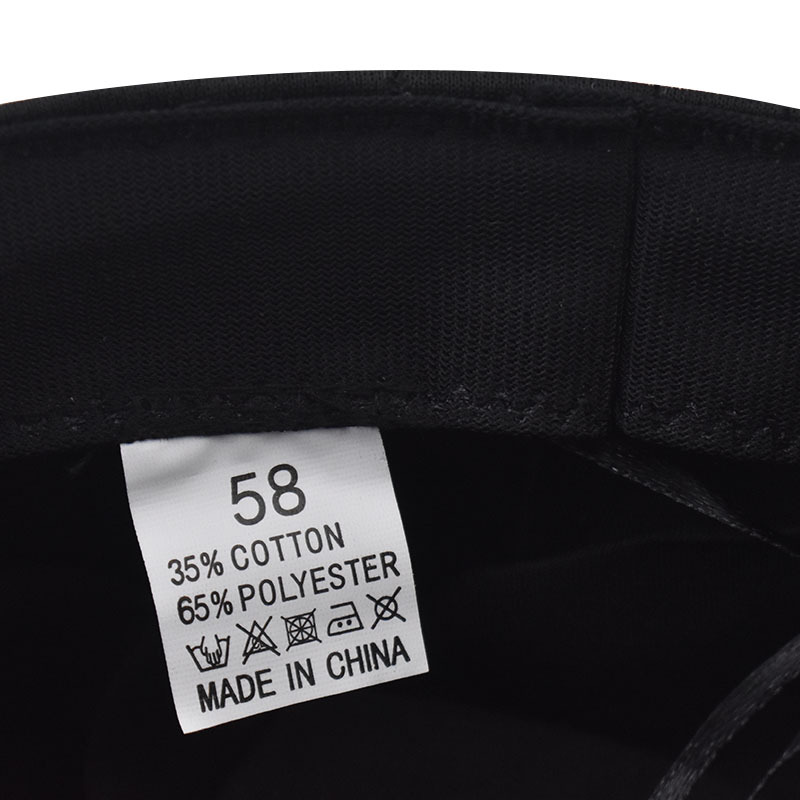 58
35% COTTON
65% POLYESTER
MADE IN CHINA